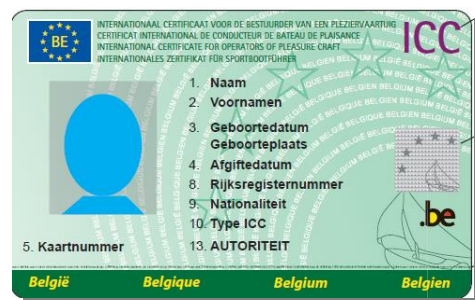 INTERNATIONAAL CERTIFICAAT VOOR DE BESTUURDER VAN EEN PLEZIERVAARTUIG
CERTIFICAT INTERNATIONAL DE CONDUCTEUR DE BATEAU DE PLAISANCE
INTERNATIONAL CERTIFICATE FOR OPERATORS OF PLEASURE CRAFT
INTERNATIONALES ZERTIFIKAT FÜR SPORTBOOTFÜHRER
BE
ICC
1. Naam
2. Voornamen
3. Geboortedatum
Geboorteplaats
4. Afgiftedatum
8. Rijksregisternummer
9. Nationaliteit
10. Type ICC
13. AUTORITEIT
5. Kaartnummer
.be
België Belgique Belgium Belgien